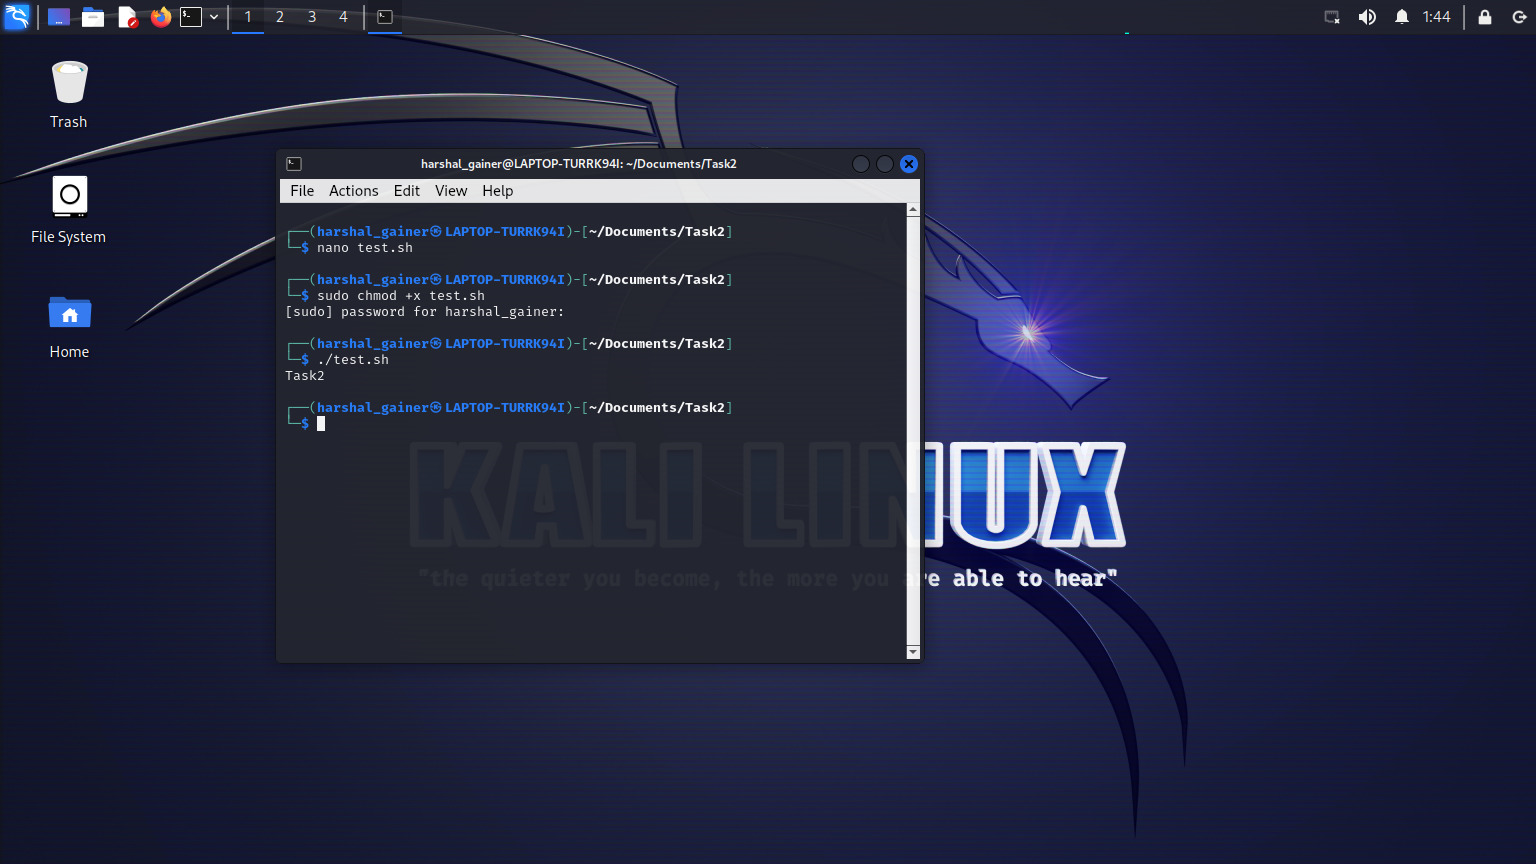 1 2 3 4
1:44
Trash
File System
Home
harshal_gainer@LAPTOP-TURRK94I: ~/Documents/Task2
File Actions Edit View Help
┌──(harshal_gainer㉿LAPTOP-TURRK94I)-[~/Documents/Task2]
└─$ nano test.sh
┌──(harshal_gainer㉿LAPTOP-TURRK94I)-[~/Documents/Task2]
└─$ sudo chmod +x test.sh
[sudo] password for harshal_gainer:
┌──(harshal_gainer㉿LAPTOP-TURRK94I)-[~/Documents/Task2]
└─$ ./test.sh
Task2
┌──(harshal_gainer㉿LAPTOP-TURRK94I)-[~/Documents/Task2]
└─$
KALI LINUX
"the quieter you become, the more you are able to hear"